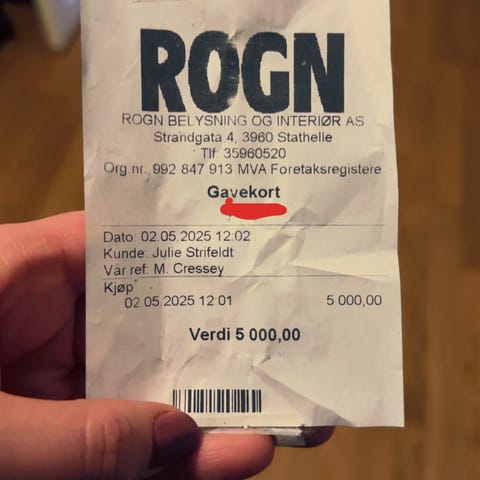 ROGN
ROGN BELYSNING OG INTERIØR AS
Strandgata 4, 3960 Stathelle
Tlf: 35960520
Org.nr. 992 847 913 MVA Foretaksregistere
Gavekort
Dato: 02.05.2025 12:02
Kunde: Julie Strifeldt
Vår ref: M. Cressey
Kjøp
02.05.2025 12:01 5 000,00
Verdi 5 000,00